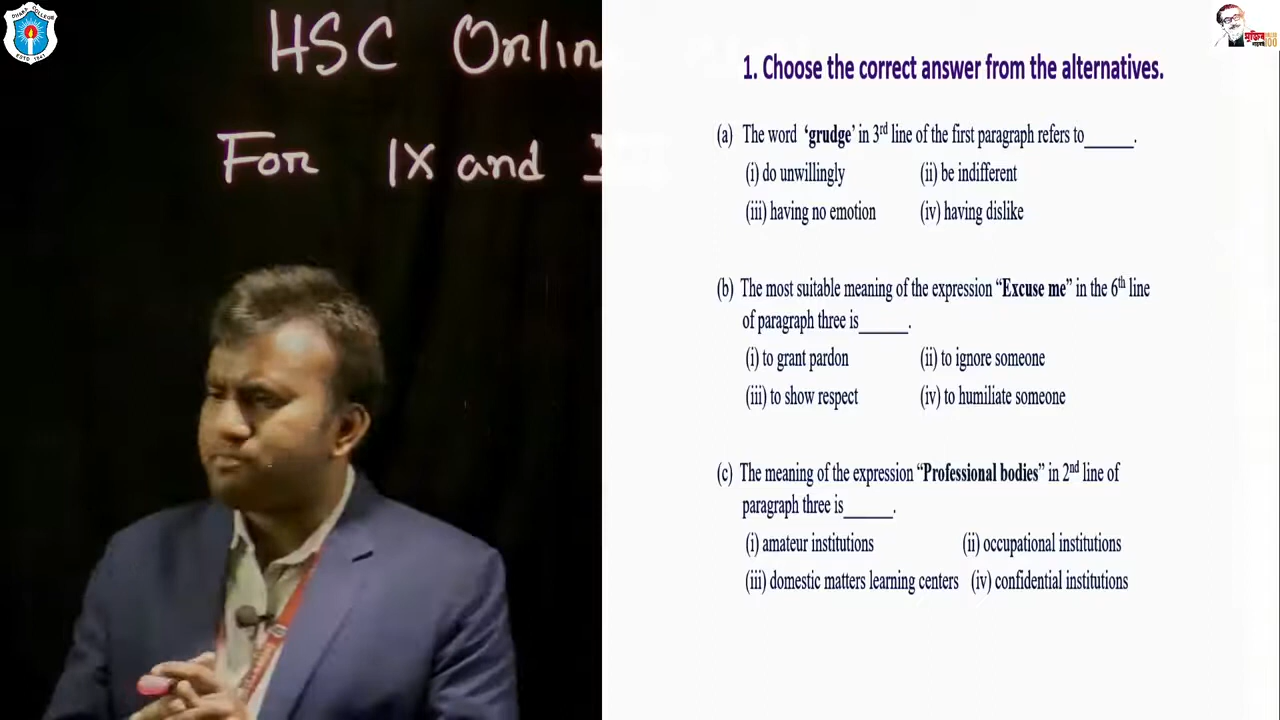 DHAKA COLLEGE
ESTD 1841
HSC Onlin
For IX and
মুজিব
100
1. Choose the correct answer from the alternatives.
(a) The word ‘grudge’ in 3rd line of the first paragraph refers to______.
(i) do unwillingly (ii) be indifferent
(iii) having no emotion (iv) having dislike
(b) The most suitable meaning of the expression “Excuse me” in the 6th line
of paragraph three is______.
(i) to grant pardon (ii) to ignore someone
(iii) to show respect (iv) to humiliate someone
(c) The meaning of the expression “Professional bodies” in 2nd line of
paragraph three is______.
(i) amateur institutions (ii) occupational institutions
(iii) domestic matters learning centers (iv) confidential institutions